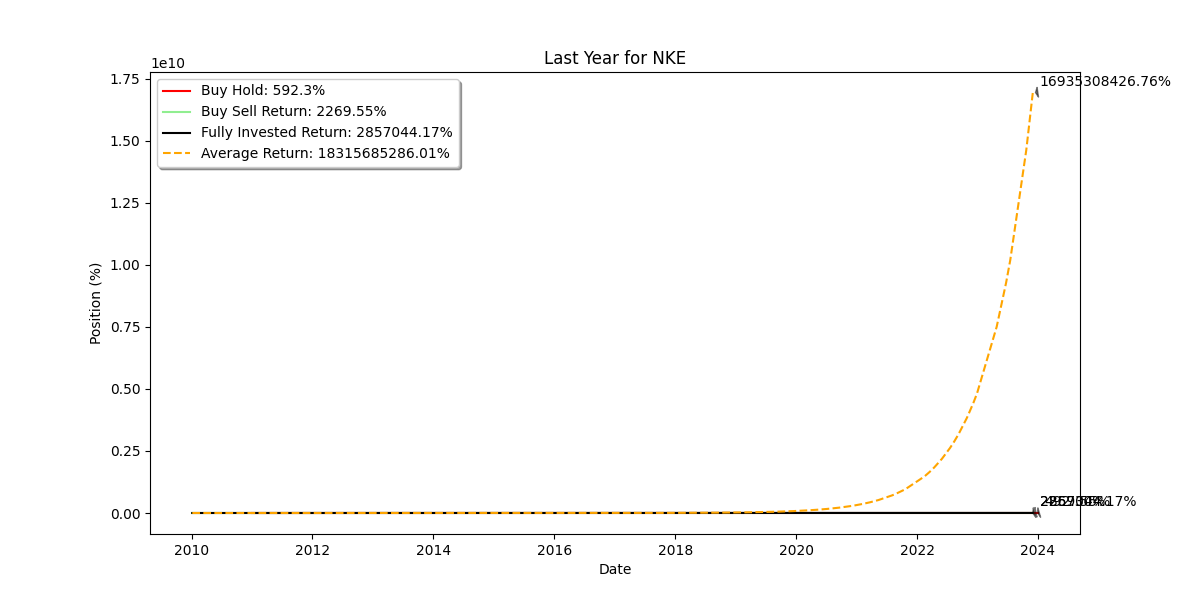 Last Year for NKE
1e10
16935308426.76%
Buy Hold: 592.3%
Buy Sell Return: 2269.55%
Fully Invested Return: 2857044.17%
Average Return: 18315685286.01%
1.75
1.50
1.25
1.00
0.75
0.50
0.25
0.00
Position (%)
2010
2012
2014
2016
2018
2020
2022
2024
Date